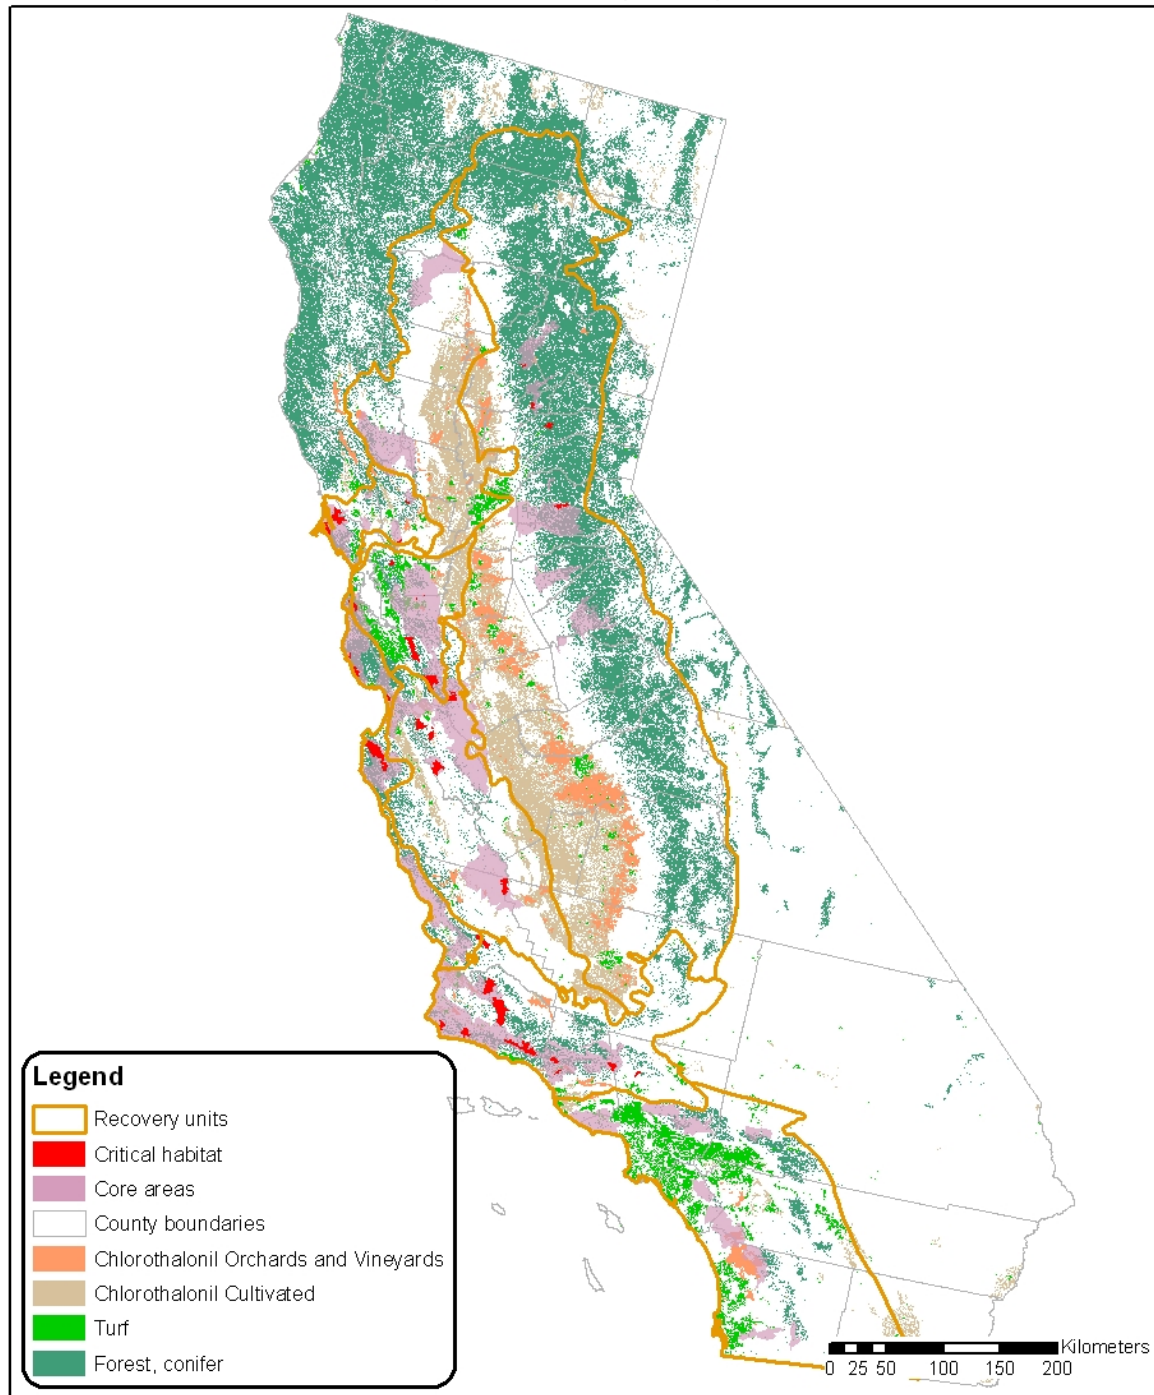 Legend
Recovery units
Critical habitat
Core areas
County boundaries
Chlorothalonil Orchards and Vineyards
Chlorothalonil Cultivated
Turf
Forest, conifer
Kilometers
0 25 50 100 150 200